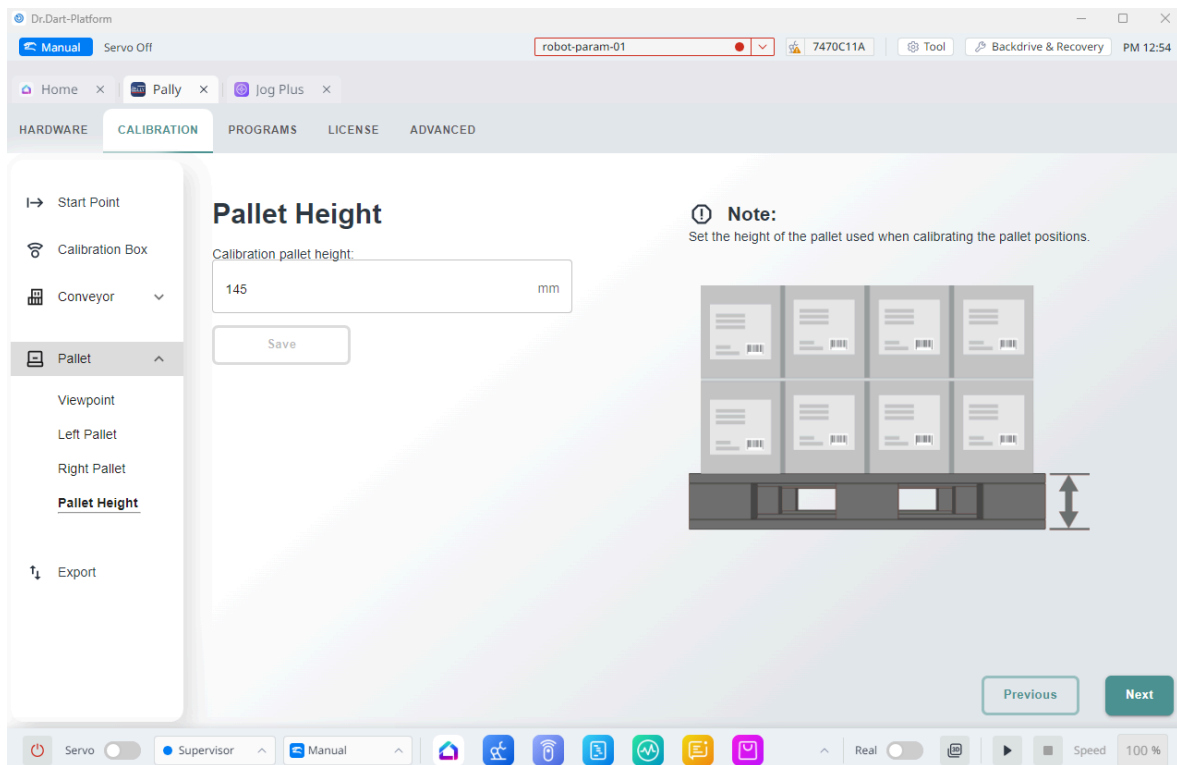 Dr.Dart-Platform
Manual Servo Off robot-param-01 7470C11A Tool Backdrive & Recovery PM 12:54
Home Pally Jog Plus
HARDWARE CALIBRATION PROGRAMS LICENSE ADVANCED
Start Point
Calibration Box
Conveyor
Pallet
Viewpoint
Left Pallet
Right Pallet
Pallet Height
Export
Pallet Height
Calibration pallet height:
145 mm
Save
Note:
Set the height of the pallet used when calibrating the pallet positions.
Previous Next
Servo Supervisor Manual Real 3D Speed 10 %